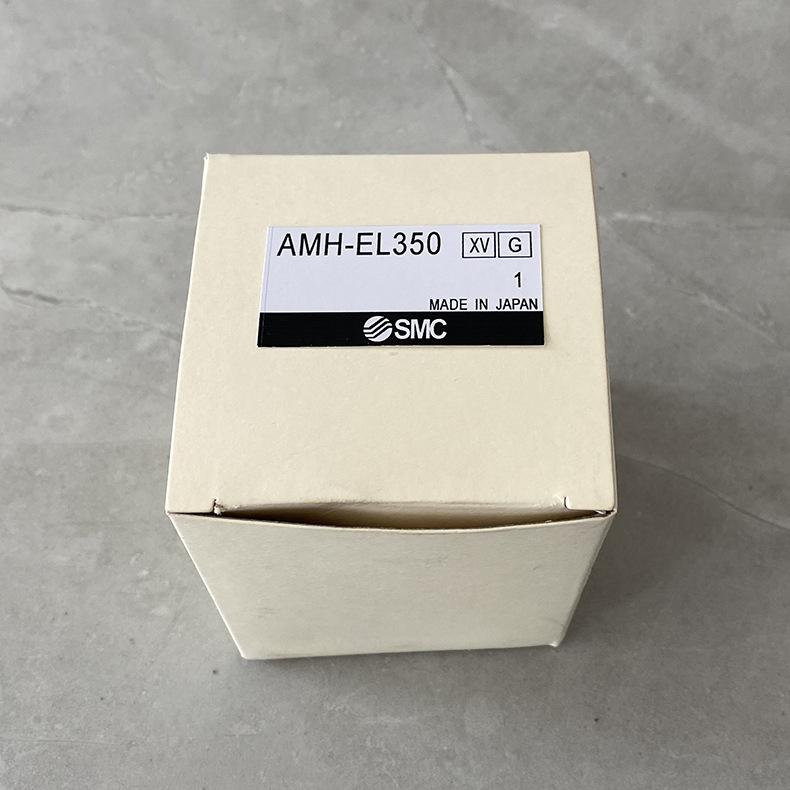 AMH-EL350 XV G
1
MADE IN JAPAN
SMC